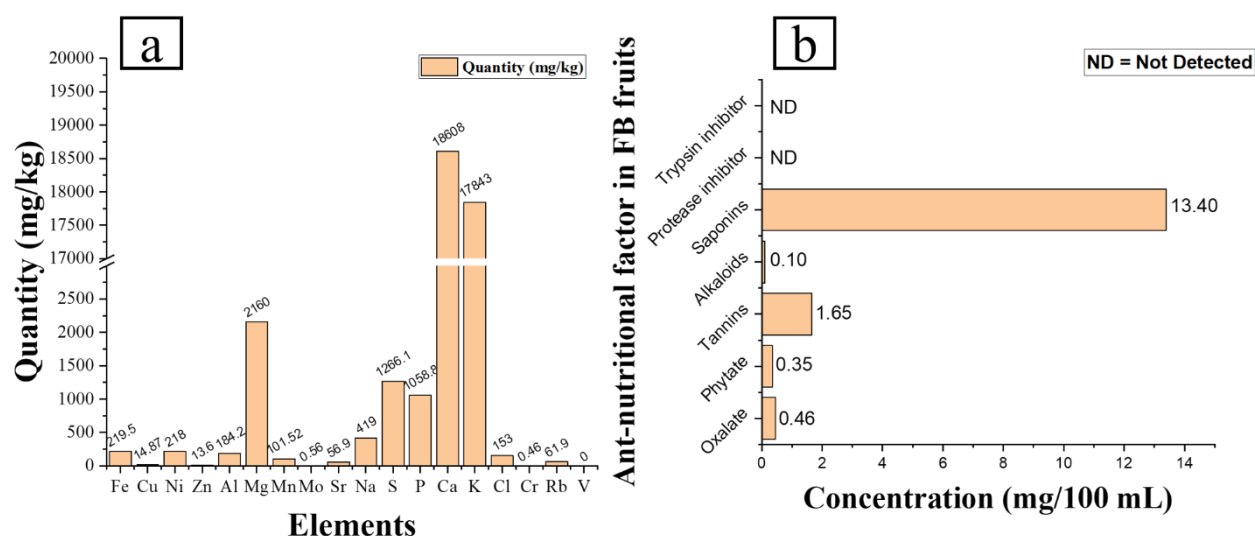 a
Quantity (mg/kg)
20000
19500
19000
18500
18000
17500
17000
2500
2000
1500
1000
500
0
Quantity (mg/kg)
219.5
14.87
218
13.6
184.2
2160
101.52
0.56
56.9
419
1266.1
1058.8
18608
17843
153
0.46
61.9
0
Fe Cu Ni Zn Al Mg Mn Mo Sr Na S P Ca K Cl Cr Rb V
Elements
b
ND = Not Detected
Ant-nutritional factor in FB fruits
Trypsin inhibitor
ND
Protease inhibitor
ND
Saponins
13.40
Alkaloids
0.10
Tannins
1.65
Phytate
0.35
Oxalate
0.46
0 2 4 6 8 10 12 14
Concentration (mg/100 mL)